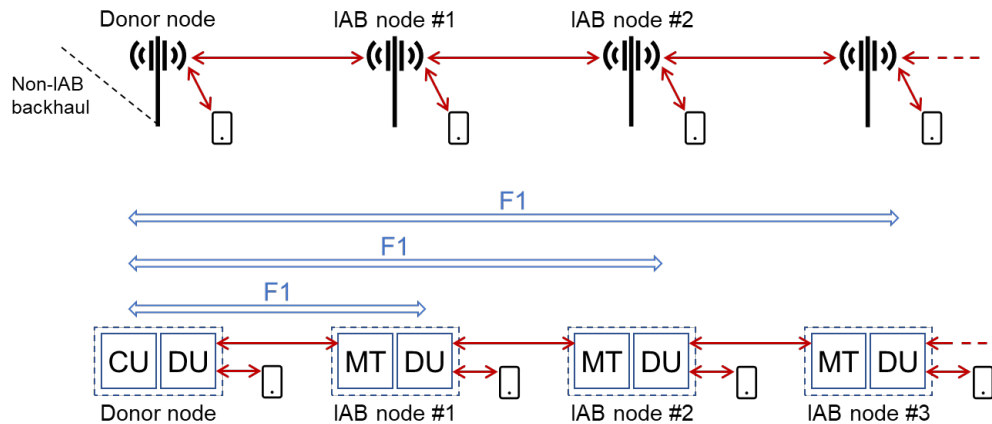 Donor node
IAB node #1
IAB node #2
Non-IAB
backhaul
F1
F1
F1
CU DU
MT DU
MT DU
MT DU
Donor node
IAB node #1
IAB node #2
IAB node #3